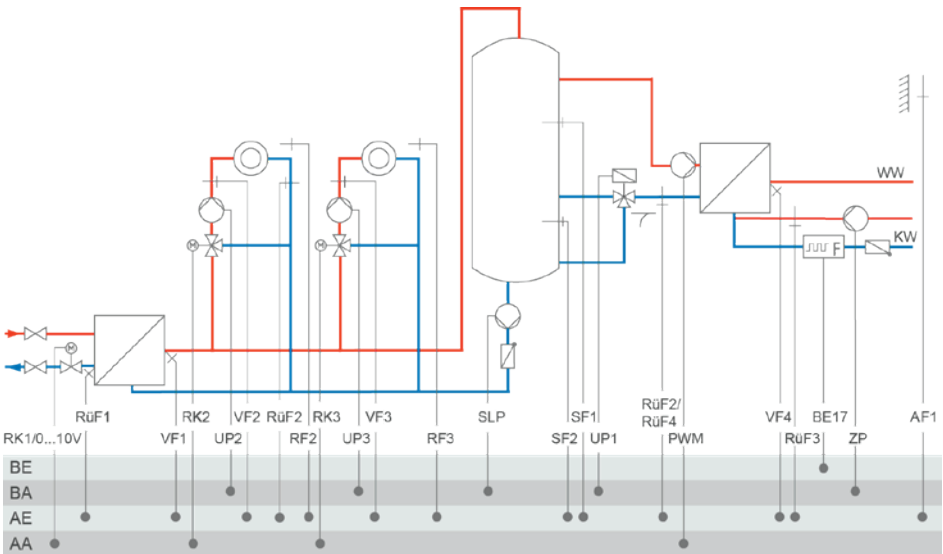 WW
KW
M
M
F
M
RüF1
RK2
VF2
RüF2
RK3
VF3
SLP
SF1
RüF2/
RüF4
VF4
BE17
AF1
RK1/0...10V
VF1
UP2
RF2
UP3
RF3
SF2
UP1
PWM
RüF3
ZP
BE
BA
AE
AA